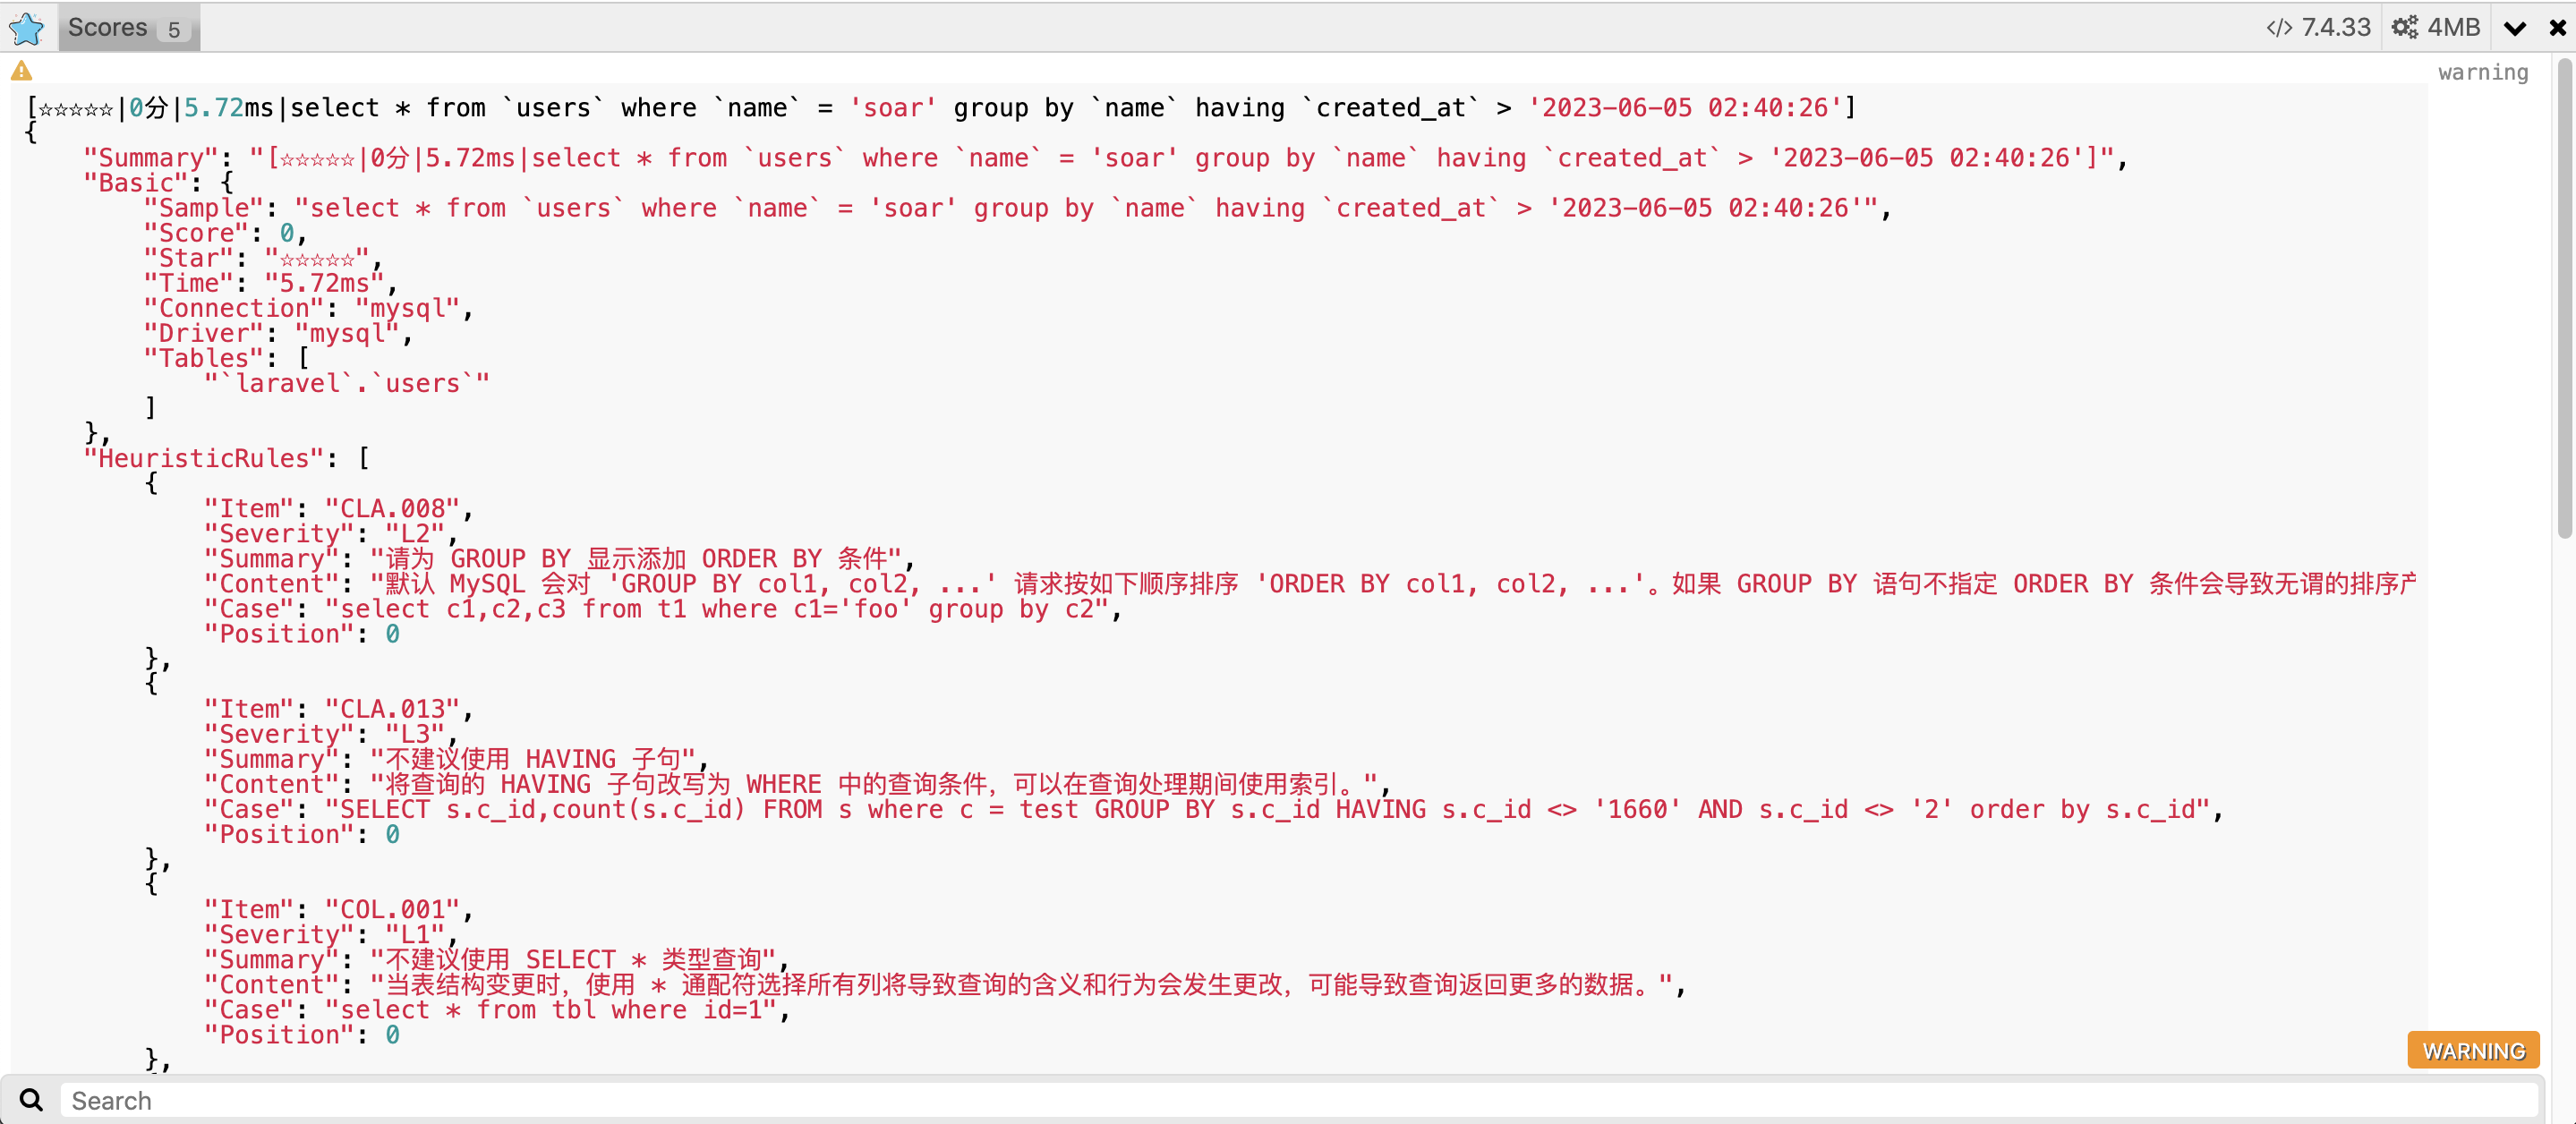 Scores 5
7.4.33 4MB
warning
[☆☆☆☆☆|0分|5.72ms|select * from `users` where `name` = 'soar' group by `name` having `created_at` > '2023-06-05 02:40:26']
{
    "Summary": "[☆☆☆☆☆|0分|5.72ms|select * from `users` where `name` = 'soar' group by `name` having `created_at` > '2023-06-05 02:40:26']",
    "Basic": {
        "Sample": "select * from `users` where `name` = 'soar' group by `name` having `created_at` > '2023-06-05 02:40:26'",
        "Score": 0,
        "Star": "☆☆☆☆☆",
        "Time": "5.72ms",
        "Connection": "mysql",
        "Driver": "mysql",
        "Tables": [
            "`laravel`.`users`"
        ]
    },
    "HeuristicRules": [
        {
            "Item": "CLA.008",
            "Severity": "L2",
            "Summary": "请为 GROUP BY 显示添加 ORDER BY 条件",
            "Content": "默认 MySQL 会对 'GROUP BY col1, col2, ...' 请求按如下顺序排序 'ORDER BY col1, col2, ...'。如果 GROUP BY 语句不指定 ORDER BY 条件会导致无谓的排序产
            "Case": "select c1,c2,c3 from t1 where c1='foo' group by c2",
            "Position": 0
        },
        {
            "Item": "CLA.013",
            "Severity": "L3",
            "Summary": "不建议使用 HAVING 子句",
            "Content": "将查询的 HAVING 子句改写为 WHERE 中的查询条件，可以在查询处理期间使用索引。",
            "Case": "SELECT s.c_id,count(s.c_id) FROM s where c = test GROUP BY s.c_id HAVING s.c_id <> '1660' AND s.c_id <> '2' order by s.c_id",
            "Position": 0
        },
        {
            "Item": "COL.001",
            "Severity": "L1",
            "Summary": "不建议使用 SELECT * 类型查询",
            "Content": "当表结构变更时，使用 * 通配符选择所有列将导致查询的含义和行为会发生更改，可能导致查询返回更多的数据。",
            "Case": "select * from tbl where id=1",
            "Position": 0
        },
WARNING
Search